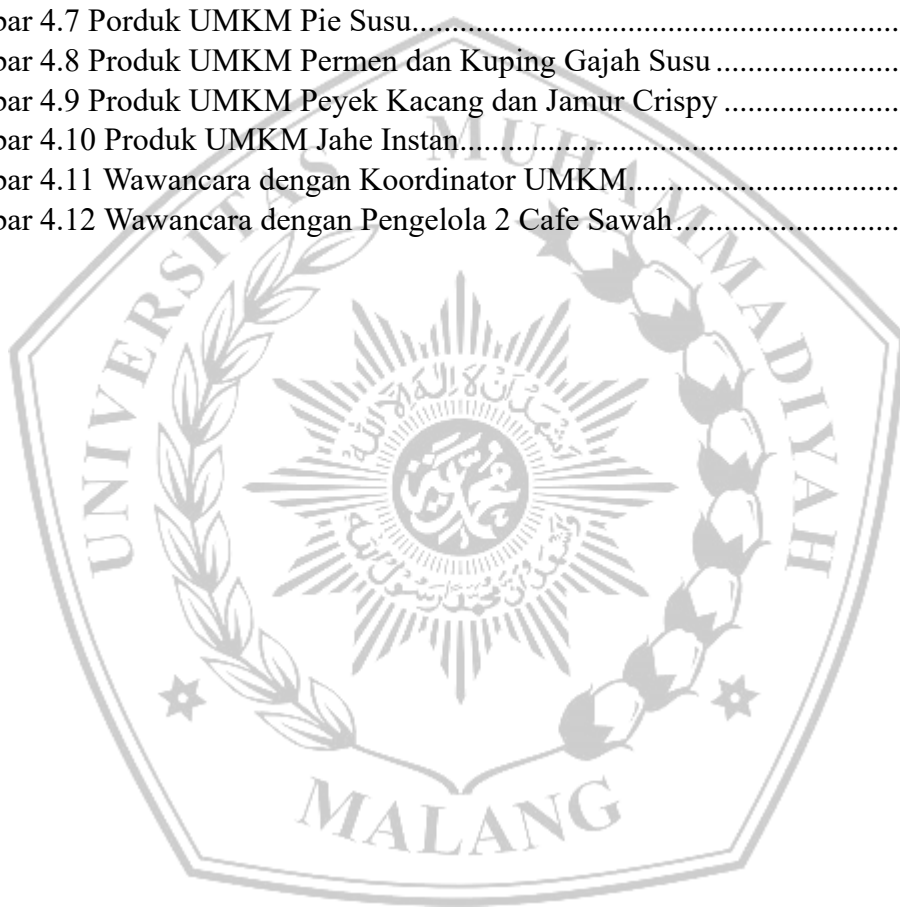 bar 4.7 Porduk UMKM Pie Susu
bar 4.8 Produk UMKM Permen dan Kuping Gajah Susu
bar 4.9 Produk UMKM Peyek Kacang dan Jamur Crispy
bar 4.10 Produk UMKM Jahe Instan
bar 4.11 Wawancara dengan Koordinator UMKM
bar 4.12 Wawancara dengan Pengelola 2 Cafe Sawah
UNIVERSITAS MUHAMMADIYAH
MALANG